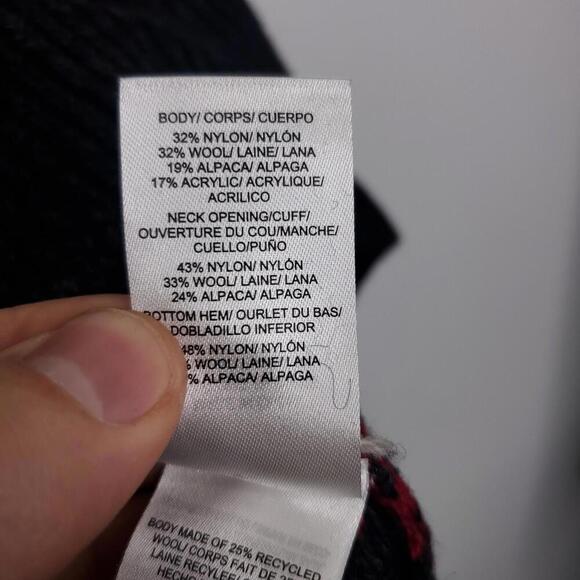 BODY/ CORPS/ CUERPO
32% NYLON/ NYLÓN
32% WOOL/ LAINE/ LANA
19% ALPACA/ ALPAGA
17% ACRYLIC/ ACRYLIQUE/
ACRILICO
NECK OPENING/CUFF/
OUVERTURE DU COU/MANCHE/
CUELLO/PUÑO
43% NYLON/ NYLÓN
33% WOOL/ LAINE/ LANA
24% ALPACA/ ALPAGA
BOTTOM HEM/ OURLET DU BAS/
DOBLADILLO INFERIOR
48% NYLON/ NYLÓN
% WOOL/ LAINE/ LANA
% ALPACA/ ALPAGA
BODY MADE OF 25% RECYCLED
WOOL/ CORPS FAIT DE
LAINE